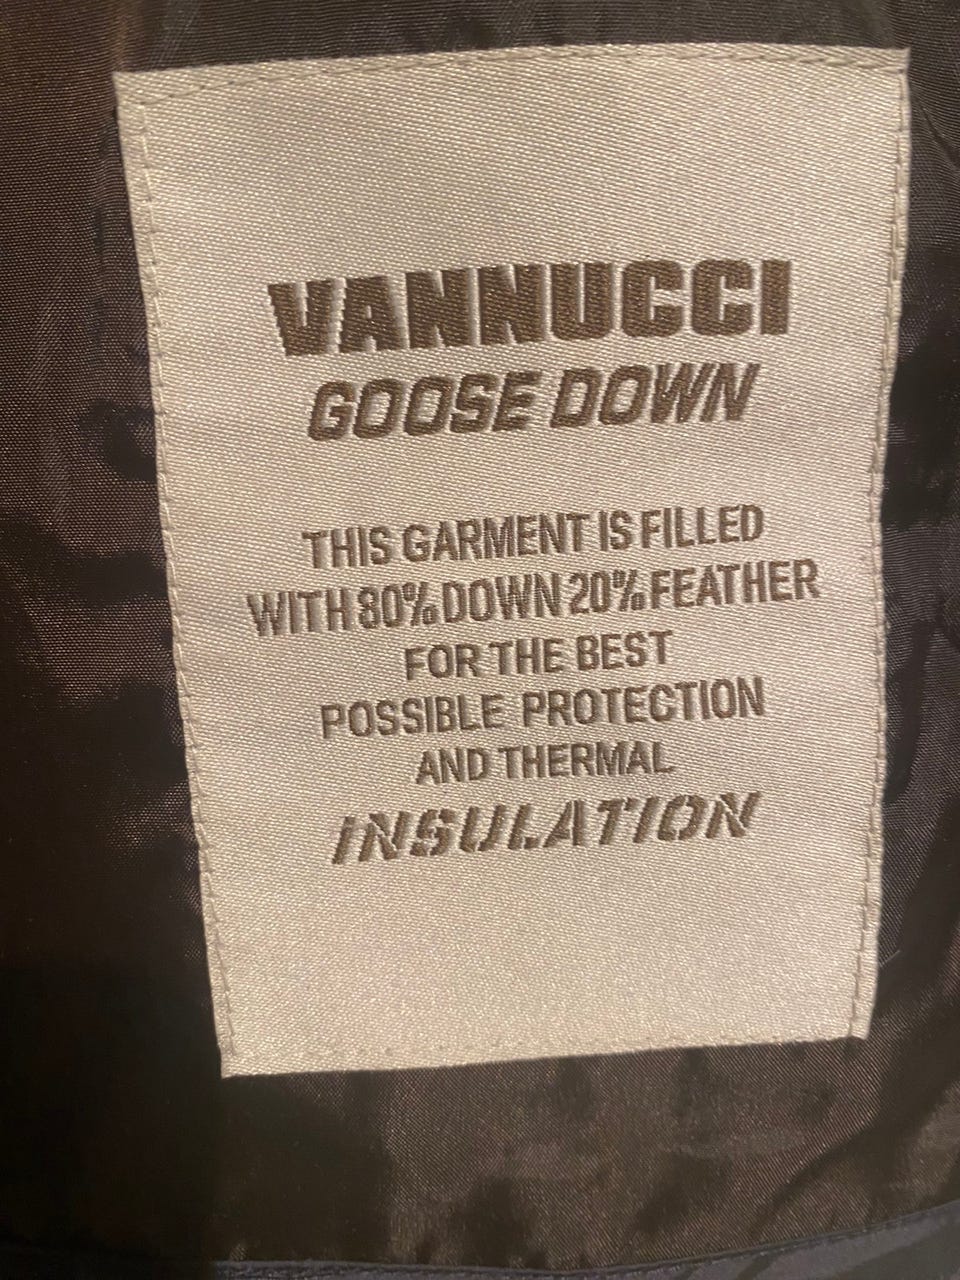 VANNUCCI
GOOSE DOWN
THIS GARMENT IS FILLED
WITH 80% DOWN 20% FEATHER
FOR THE BEST
POSSIBLE PROTECTION
AND THERMAL
INSULATION